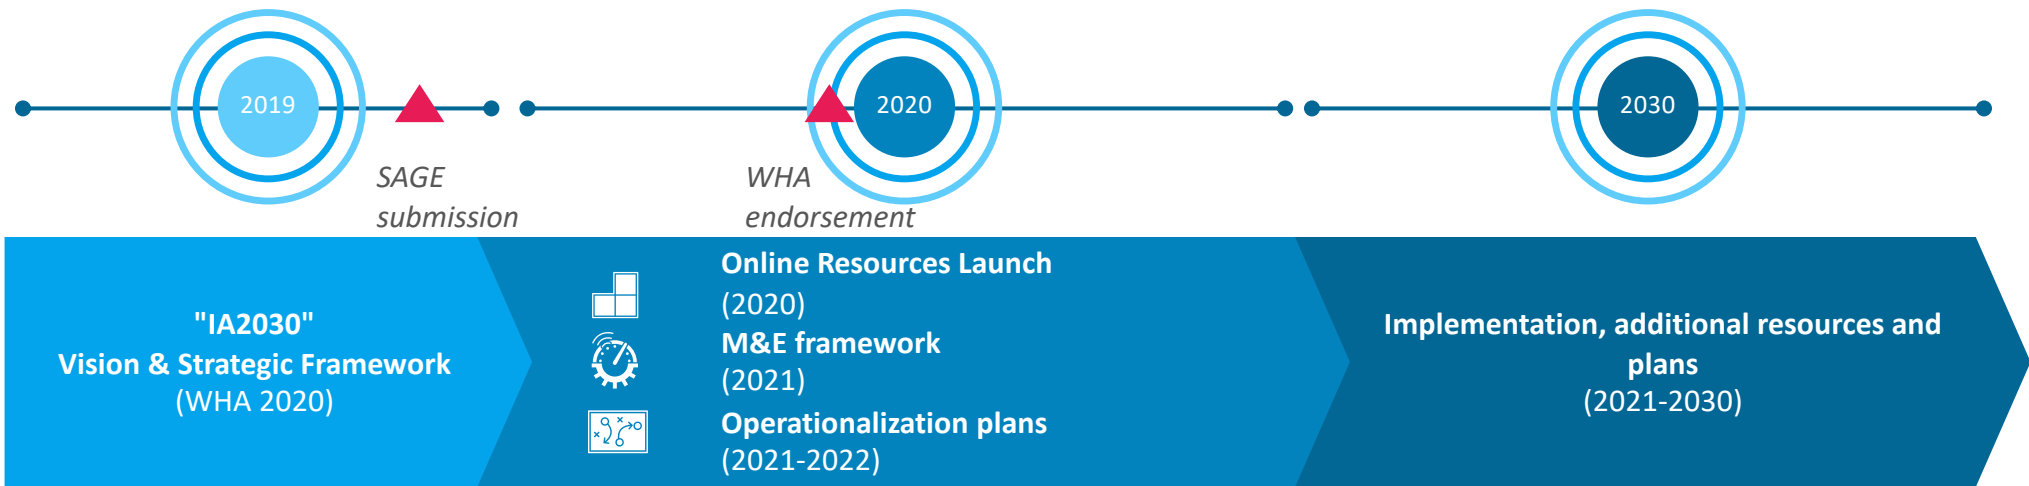 2019
2020
2030
SAGE
submission
WHA
endorsement
"IA2030"
Vision & Strategic Framework
(WHA 2020)
Online Resources Launch
(2020)
M&E framework
(2021)
Operationalization plans
(2021-2022)
Implementation, additional resources and
plans
(2021-2030)